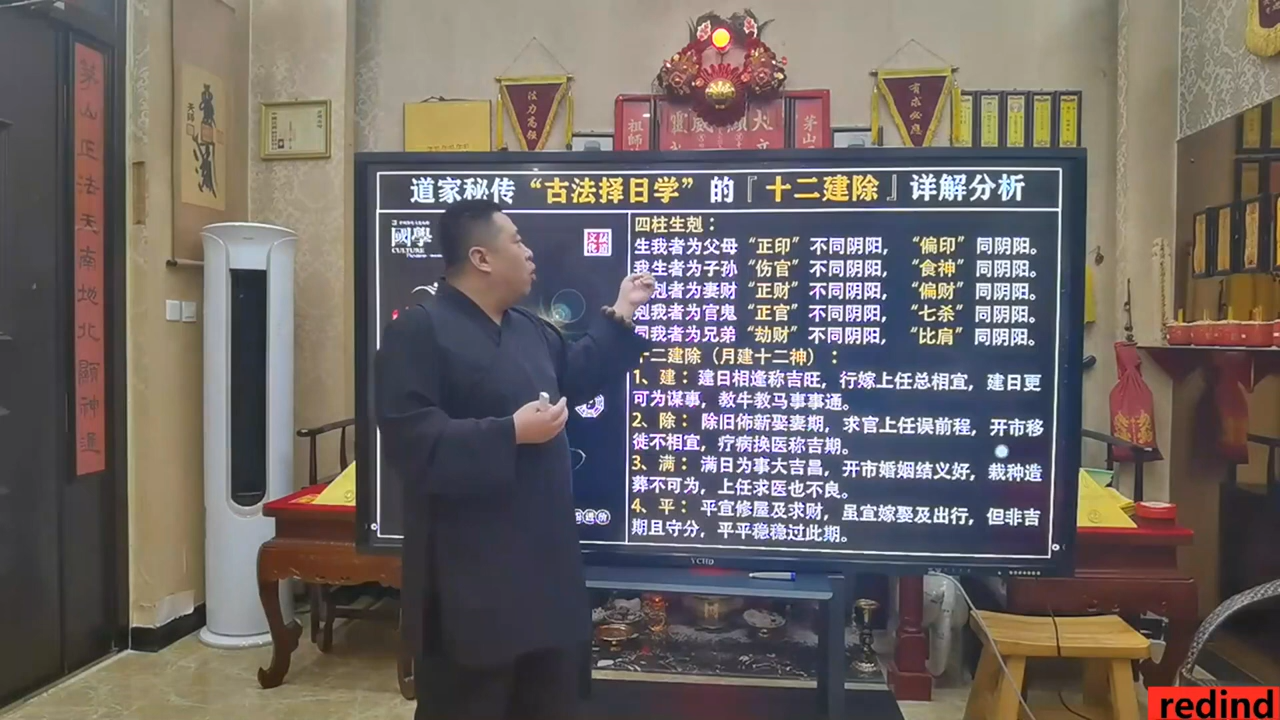 茅山正法天南地北顯神通
天師
法力高强
有求必應
祖師
茅山
道家秘传“古法择日学”的『十二建除』详解分析
國學
CULTURE
四柱生剋：
生我者为父母“正印”不同阴阳，“偏印”同阴阳。
我生者为子孙“伤官”不同阴阳，“食神”同阴阳。
剋者为妻财“正财”不同阴阳，“偏财”同阴阳。
剋我者为官鬼“正官”不同阴阳，“七杀”同阴阳。
同我者为兄弟“劫财”不同阴阳，“比肩”同阴阳。
十二建除（月建十二神）：
1、建：建日相逢称吉旺，行嫁上任总相宜，建日更
可为谋事，教牛教马事事通。
2、除：除旧佈新娶妻期，求官上任误前程，开市移
徙不相宜，疗病换医称吉期。
3、满：满日为事大吉昌，开市婚姻结义好，栽种造
葬不可为，上任求医也不良。
4、平：平宜修屋及求财，虽宜嫁娶及出行，但非吉
期且守分，平平稳稳过此期。
redind